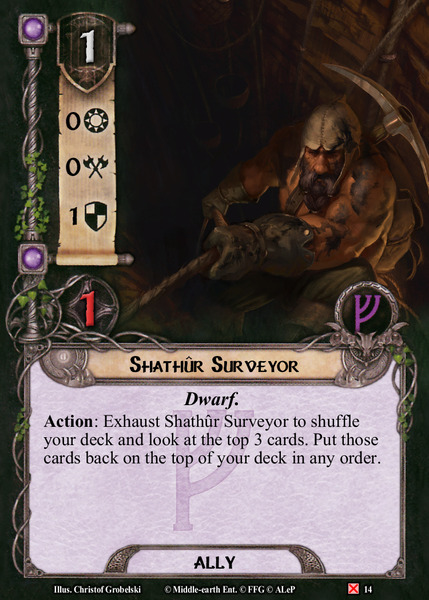 1
0
0
1
1
Shathûr Surveyor
Dwarf.
Action: Exhaust Shathûr Surveyor to shuffle
your deck and look at the top 3 cards. Put those
cards back on the top of your deck in any order.
ALLY
Illus. Christof Grobelski © Middle-earth Ent. © FFG © ALeP 14